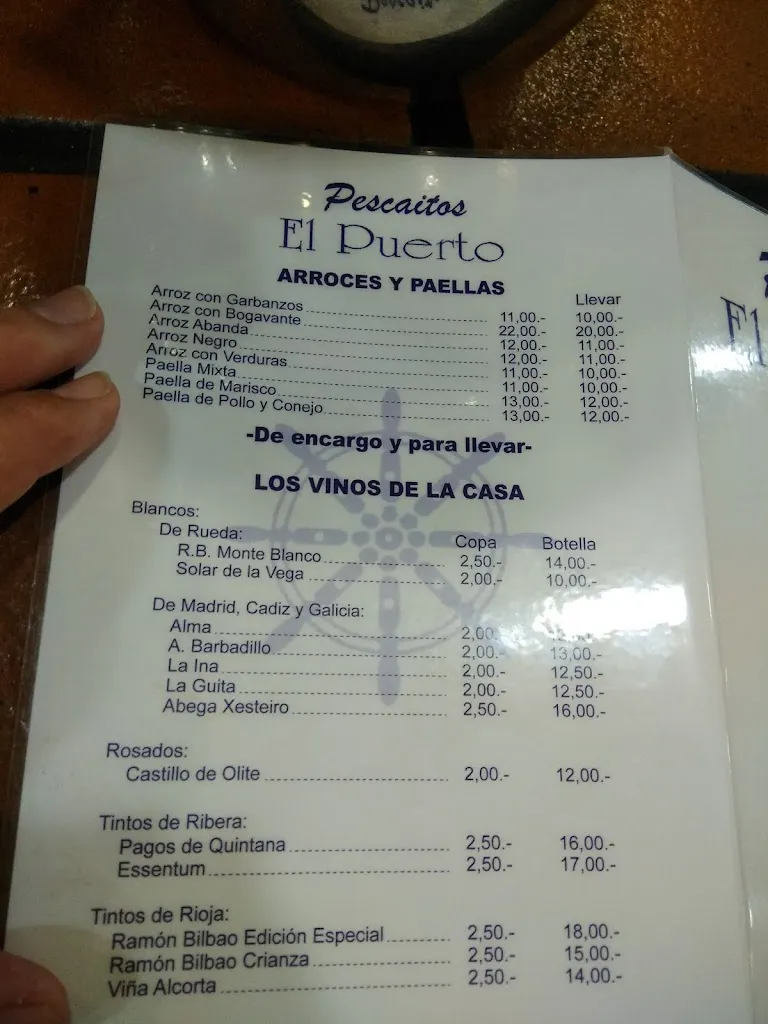 Pescaitos
El Puerto
ARROCES Y PAELLAS
Llevar
Arroz con Garbanzos 11,00.- 10,00.-
Arroz con Bogavante 22,00.- 20,00.-
Arroz Abanda 12,00.- 11,00.-
Arroz Negro 12,00.- 11,00.-
Arroz con Verduras 11,00.- 10,00.-
Paella Mixta 11,00.- 10,00.-
Paella de Marisco 13,00.- 12,00.-
Paella de Pollo y Conejo 13,00.- 12,00.-
-De encargo y para llevar-
LOS VINOS DE LA CASA
Blancos:
De Rueda: Copa Botella
R.B. Monte Blanco 2,50.- 14,00.-
Solar de la Vega 2,00.- 10,00.-
De Madrid, Cadiz y Galicia:
Alma 2,00.-
A. Barbadillo 2,00.- 13,00.-
La Ina 2,00.- 12,50.-
La Guita 2,00.- 12,50.-
Abega Xesteiro 2,50.- 16,00.-
Rosados:
Castillo de Olite 2,00.- 12,00.-
Tintos de Ribera:
Pagos de Quintana 2,50.- 16,00.-
Essentum 2,50.- 17,00.-
Tintos de Rioja:
Ramón Bilbao Edición Especial 2,50.- 18,00.-
Ramón Bilbao Crianza 2,50.- 15,00.-
Viña Alcorta 2,50.- 14,00.-
El